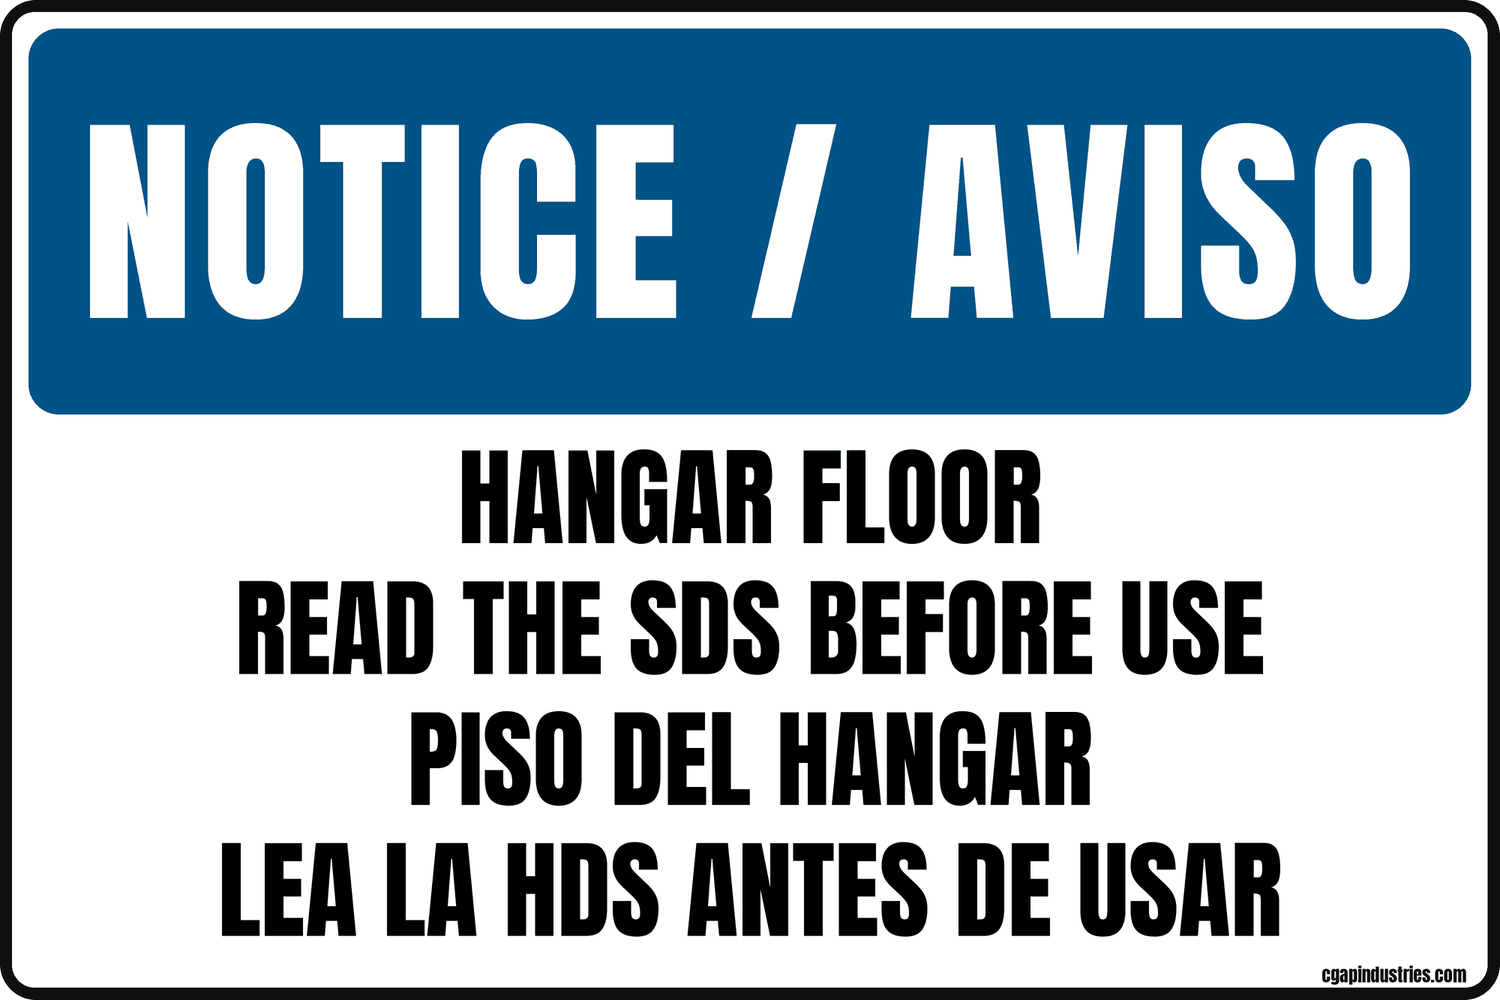 NOTICE / AVISO
HANGAR FLOOR
READ THE SDS BEFORE USE
PISO DEL HANGAR
LEA LA HDS ANTES DE USAR
cgapindustries.com